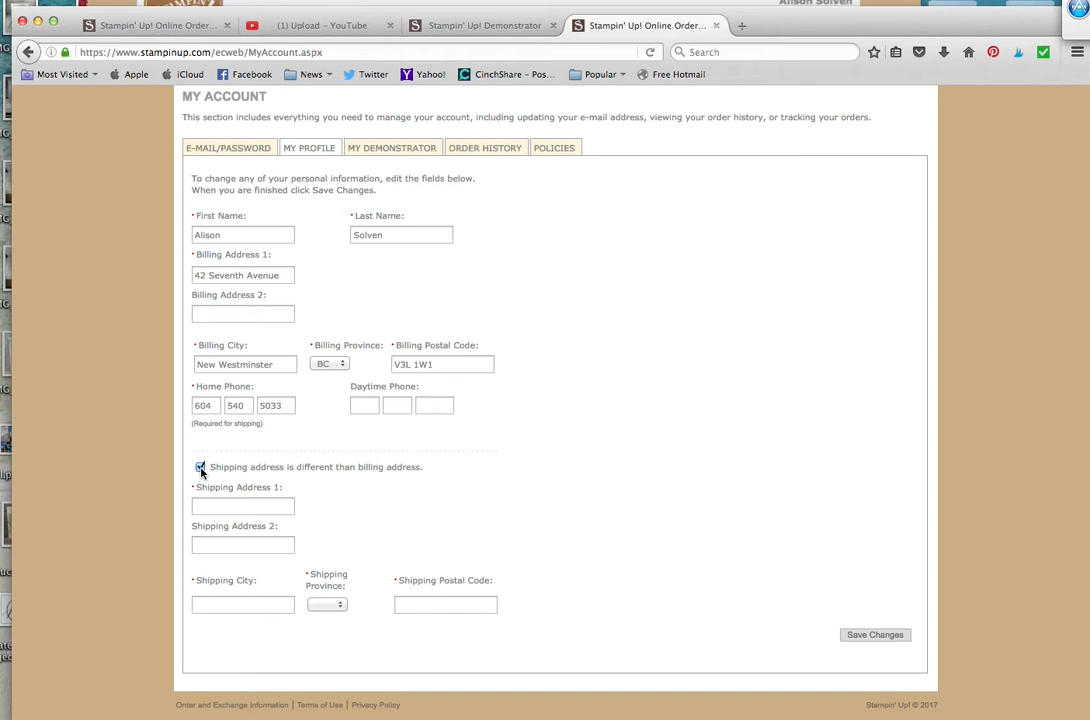 Alison Solven
Stampin' Up! Online Order...
(1) Upload – YouTube
Stampin' Up! Demonstrator
Stampin' Up! Online Order...
https://www.stampinup.com/ecweb/MyAccount.aspx
Search
Most Visited
Apple
iCloud
Facebook
News
Twitter
Yahoo!
CinchShare – Pos...
Popular
Free Hotmail
MY ACCOUNT
This section includes everything you need to manage your account, including updating your e-mail address, viewing your order history, or tracking your orders.
E-MAIL/PASSWORD
MY PROFILE
MY DEMONSTRATOR
ORDER HISTORY
POLICIES
To change any of your personal information, edit the fields below.
When you are finished click Save Changes.
• First Name:
• Last Name:
Alison
Solven
• Billing Address 1:
42 Seventh Avenue
Billing Address 2:
• Billing City:
• Billing Province:
• Billing Postal Code:
New Westminster
BC
V3L 1W1
• Home Phone:
Daytime Phone:
604
540
5033
(Required for shipping)
Shipping address is different than billing address.
• Shipping Address 1:
Shipping Address 2:
• Shipping City:
• Shipping
Province:
• Shipping Postal Code:
Save Changes
Order and Exchange Information | Terms of Use | Privacy Policy
Stampin' Up! © 2017